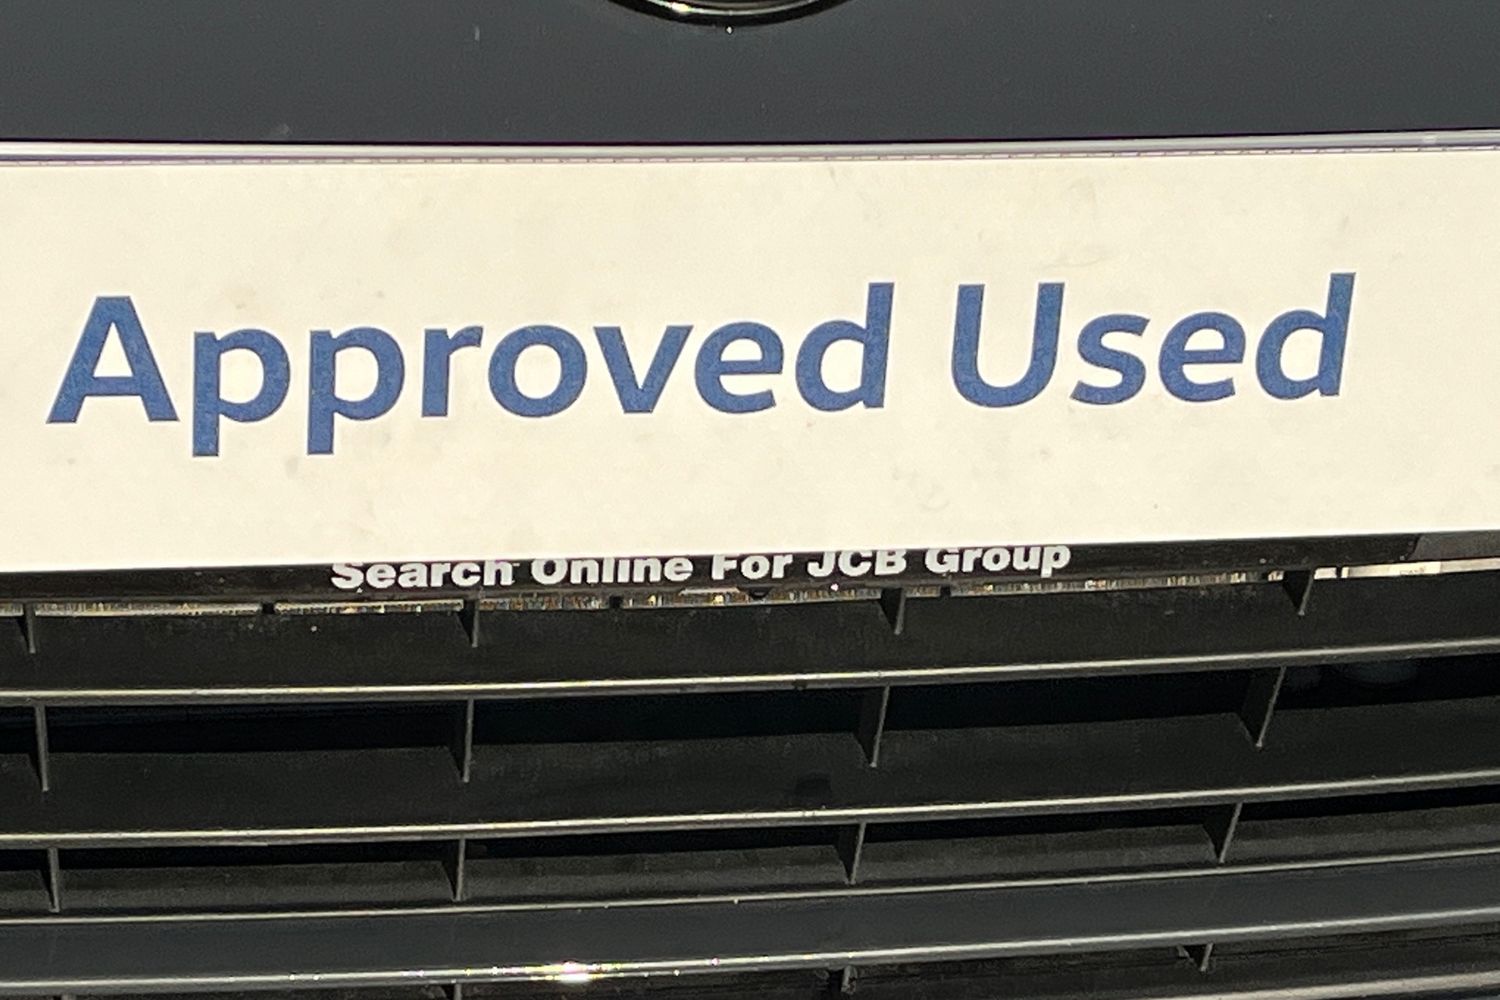 Approved Used
Search Online For JCB Group